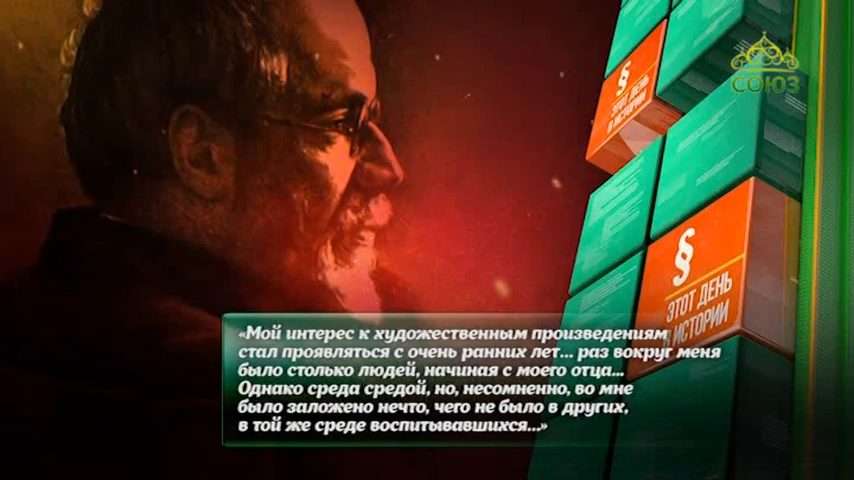 СОЮЗ
§
ЭТОТ ДЕНЬ
В ИСТОРИИ
§
ЭТОТ ДЕНЬ
В ИСТОРИИ
«Мой интерес к художественным произведениям
стал проявляться с очень ранних лет... раз вокруг меня
было столько людей, начиная с моего отца...
Однако среда средой, но, несомненно, во мне
было заложено нечто, чего не было в других,
в той же среде воспитывавшихся...»